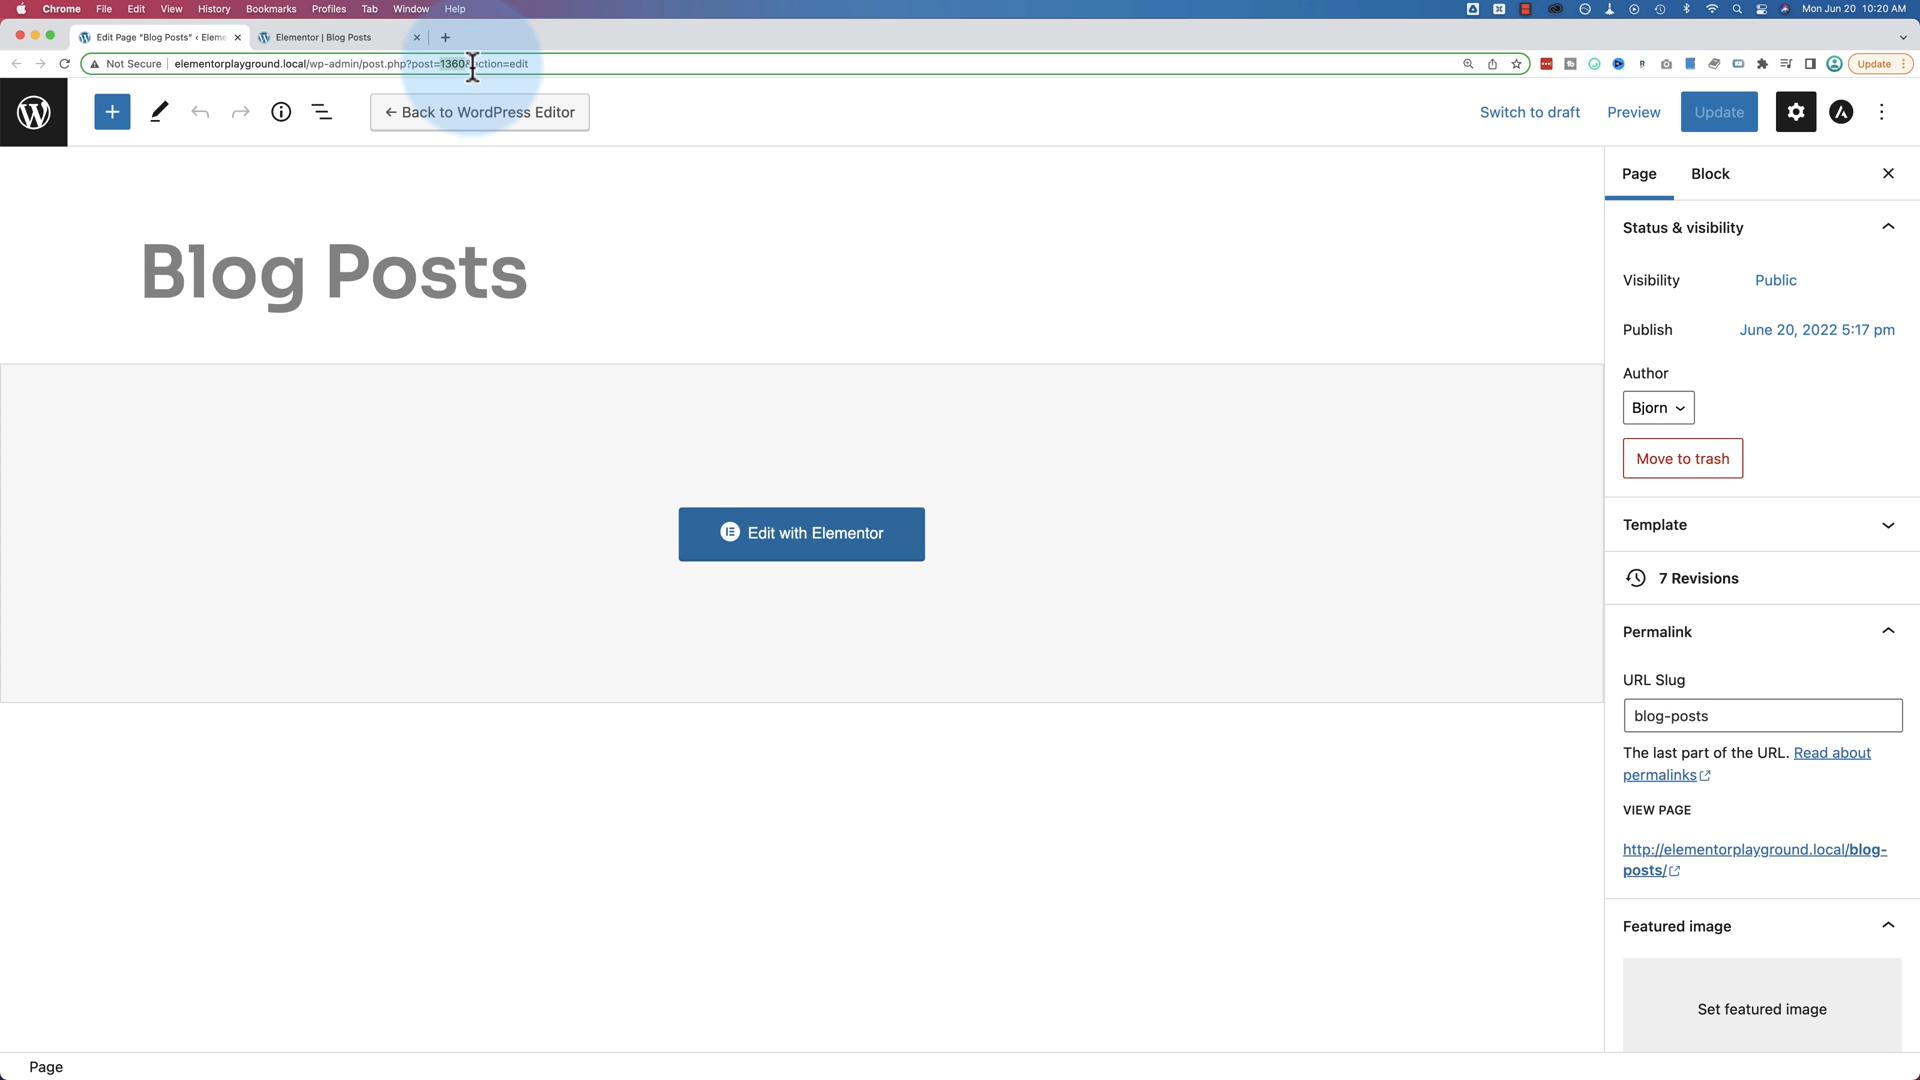 Chrome File Edit View History Bookmarks Profiles Tab Window Help Mon Jun 20 10:20 AM
Edit Page "Blog Posts" ‹ Eleme Elementor | Blog Posts
Not Secure elementorplayground.local/wp-admin/post.php?post=1360&action=edit Update
← Back to WordPress Editor Switch to draft Preview Update
Page Block
Blog Posts
Status & visibility
Visibility Public
Publish June 20, 2022 5:17 pm
Author
Bjorn
Move to trash
Edit with Elementor
Template
7 Revisions
Permalink
URL Slug
blog-posts
The last part of the URL. Read about
permalinks
VIEW PAGE
http://elementorplayground.local/blog-
posts/
Featured image
Set featured image
Page